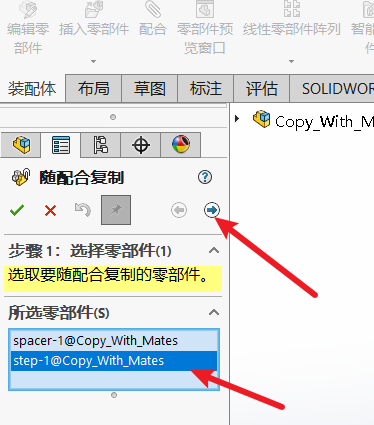 编辑零部件
插入零部件
配合
零部件预览窗口
线性零部件阵列
智能
装配体
布局
草图
标注
评估
SOLIDWOR
Copy_With_M
随配合复制
步骤 1：选择零部件(1)
选取要随配合复制的零部件。
所选零部件(S)
spacer-1@Copy_With_Mates
step-1@Copy_With_Mates